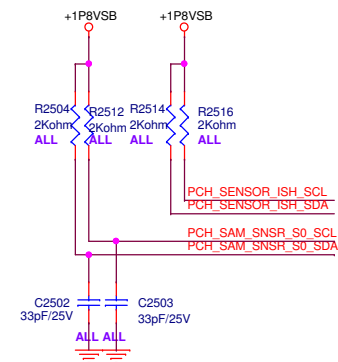 +1P8VSB +1P8VSB
R2504 R2512 R2514 R2516
2Kohm 2Kohm 2Kohm 2Kohm
ALL ALL ALL ALL
PCH_SENSOR_ISH_SCL
PCH_SENSOR_ISH_SDA
PCH_SAM_SNSR_S0_SCL
PCH_SAM_SNSR_S0_SDA
C2502 C2503
33pF/25V 33pF/25V
ALL ALL